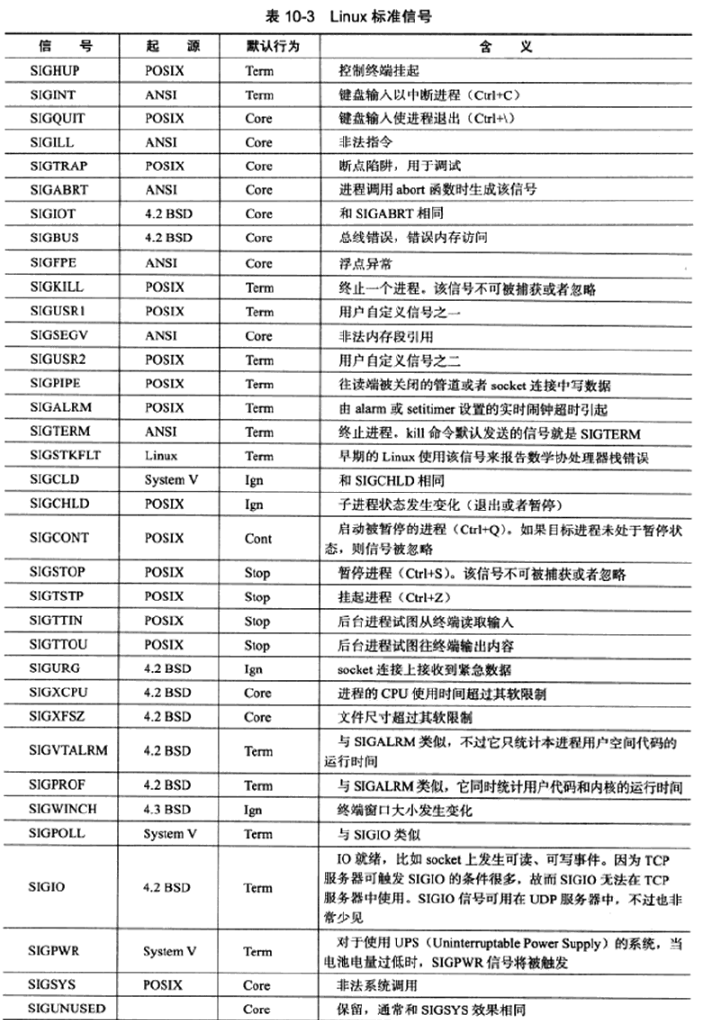 表 10-3 Linux 标准信号
信 号 起 源 默认行为 含 义
SIGHUP POSIX Term 控制终端挂起
SIGINT ANSI Term 键盘输入以中断进程（Ctrl+C）
SIGQUIT POSIX Core 键盘输入使进程退出（Ctrl+\）
SIGILL ANSI Core 非法指令
SIGTRAP POSIX Core 断点陷阱，用于调试
SIGABRT ANSI Core 进程调用 abort 函数时生成该信号
SIGIOT 4.2 BSD Core 和 SIGABRT 相同
SIGBUS 4.2 BSD Core 总线错误，错误内存访问
SIGFPE ANSI Core 浮点异常
SIGKILL POSIX Term 终止一个进程。该信号不可被捕获或者忽略
SIGUSR1 POSIX Term 用户自定义信号之一
SIGSEGV ANSI Core 非法内存段引用
SIGUSR2 POSIX Term 用户自定义信号之二
SIGPIPE POSIX Term 往读端被关闭的管道或者 socket 连接中写数据
SIGALRM POSIX Term 由 alarm 或 setitimer 设置的实时闹钟超时引起
SIGTERM ANSI Term 终止进程。kill 命令默认发送的信号就是 SIGTERM
SIGSTKFLT Linux Term 早期的 Linux 使用该信号来报告数学协处理器栈错误
SIGCLD System V Ign 和 SIGCHLD 相同
SIGCHLD POSIX Ign 子进程状态发生变化（退出或者暂停）
SIGCONT POSIX Cont 启动被暂停的进程（Ctrl+Q）。如果目标进程未处于暂停状
态，则信号被忽略
SIGSTOP POSIX Stop 暂停进程（Ctrl+S）。该信号不可被捕获或者忽略
SIGTSTP POSIX Stop 挂起进程（Ctrl+Z）
SIGTTIN POSIX Stop 后台进程试图从终端读取输入
SIGTTOU POSIX Stop 后台进程试图往终端输出内容
SIGURG 4.2 BSD Ign socket 连接上接收到紧急数据
SIGXCPU 4.2 BSD Core 进程的 CPU 使用时间超过其软限制
SIGXFSZ 4.2 BSD Core 文件尺寸超过其软限制
SIGVTALRM 4.2 BSD Term 与 SIGALRM 类似，不过它只统计本进程用户空间代码的
运行时间
SIGPROF 4.2 BSD Term 与 SIGALRM 类似，它同时统计用户代码和内核的运行时间
SIGWINCH 4.3 BSD Ign 终端窗口大小发生变化
SIGPOLL System V Term 与 SIGIO 类似
SIGIO 4.2 BSD Term IO 就绪，比如 socket 上发生可读、可写事件。因为 TCP
服务器可触发 SIGIO 的条件很多，故而 SIGIO 无法在 TCP
服务器中使用。SIGIO 信号可用在 UDP 服务器中，不过也非
常少见
SIGPWR System V Term 对于使用 UPS（Uninterruptable Power Supply）的系统，当
电池电量过低时，SIGPWR 信号将被触发
SIGSYS POSIX Core 非法系统调用
SIGUNUSED Core 保留，通常和 SIGSYS 效果相同